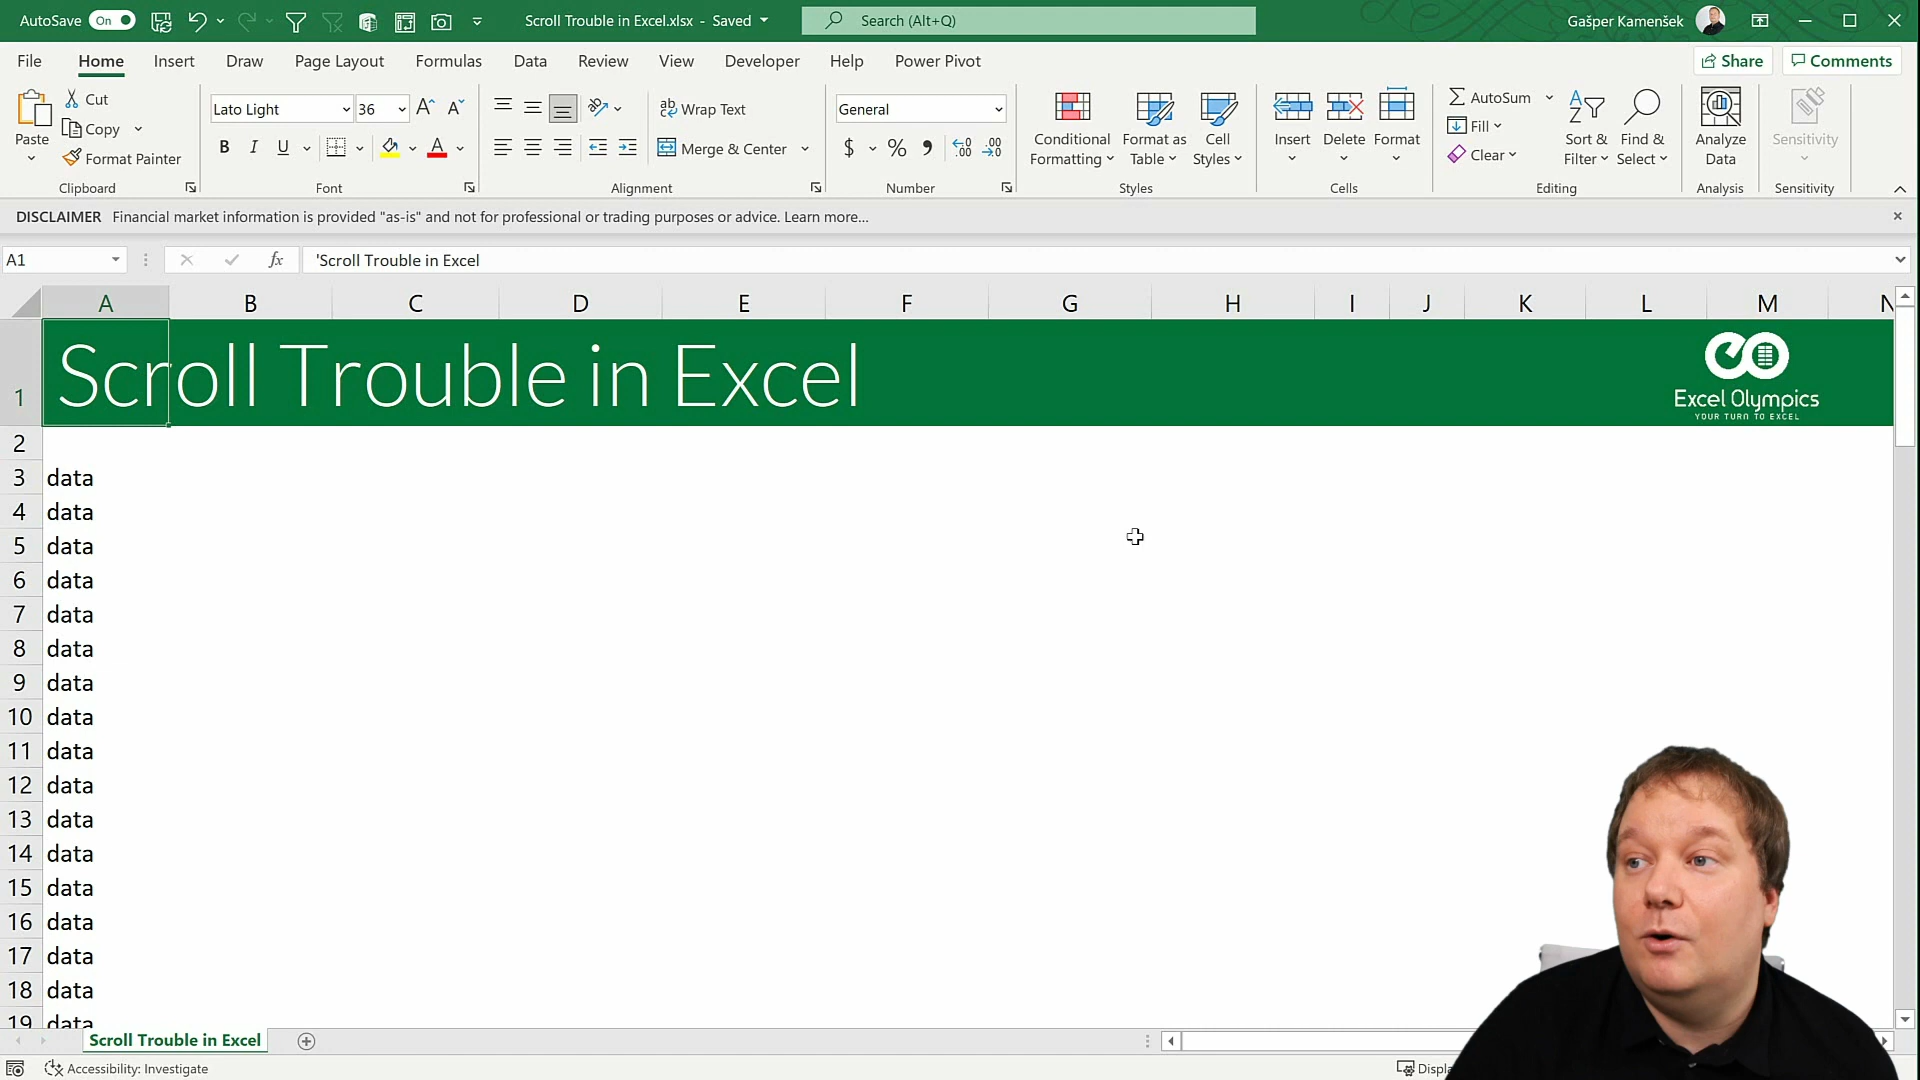 AutoSave On Scroll Trouble in Excel.xlsx - Saved Search (Alt+Q) Gašper Kamenšek
File Home Insert Draw Page Layout Formulas Data Review View Developer Help Power Pivot Share Comments
Paste Cut Copy Format Painter
Clipboard
Lato Light 36 A A
B I U A
Font
Wrap Text
Merge & Center
Alignment
General
$ % 9 .00 .00
Number
Conditional Formatting Format as Table Cell Styles
Styles
Insert Delete Format
Cells
AutoSum
Fill
Clear
Sort & Filter Find & Select
Editing
Analyze Data
Analysis
Sensitivity
Sensitivity
DISCLAIMER Financial market information is provided "as-is" and not for professional or trading purposes or advice. Learn more...
A1 fx 'Scroll Trouble in Excel
A B C D E F G H I J K L M N
1 Scroll Trouble in Excel
Excel Olympics
YOUR TURN TO EXCEL
2
3 data
4 data
5 data
6 data
7 data
8 data
9 data
10 data
11 data
12 data
13 data
14 data
15 data
16 data
17 data
18 data
19 data
Scroll Trouble in Excel
Accessibility: Investigate Displa